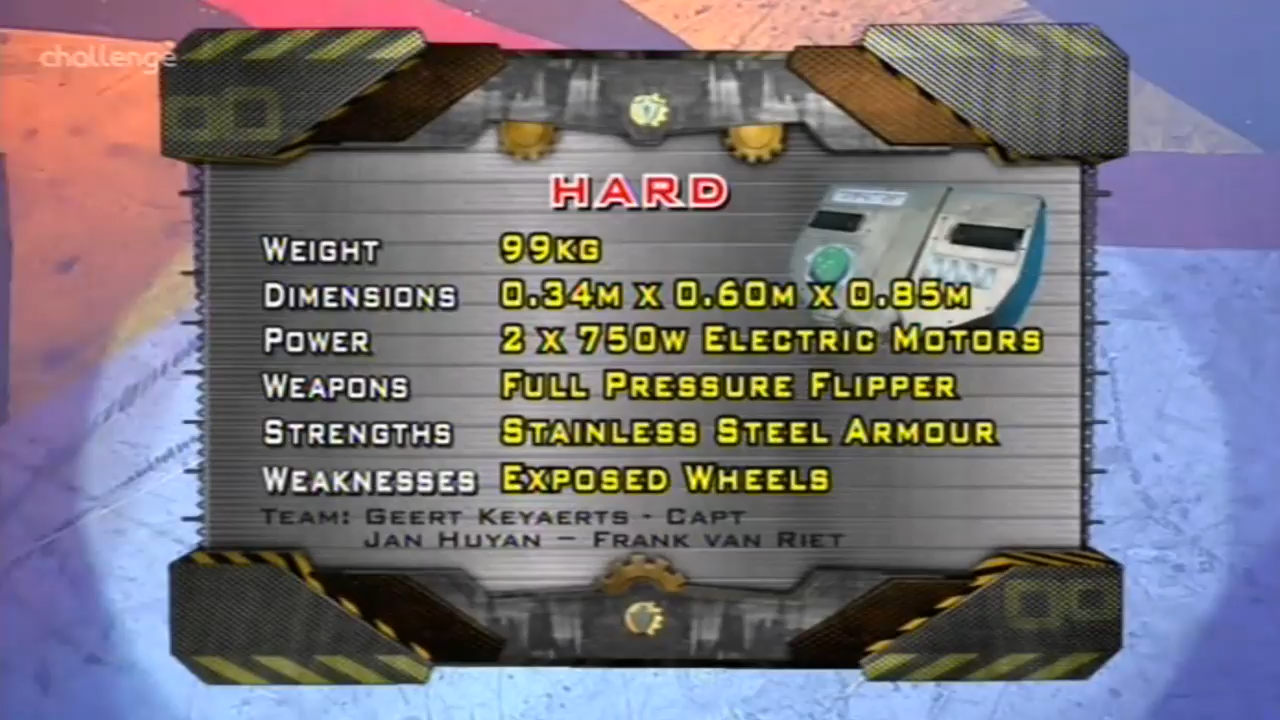 challenge
HARD
WEIGHT 99KG
DIMENSIONS 0.34M X 0.60M X 0.85M
POWER 2 X 750W ELECTRIC MOTORS
WEAPONS FULL PRESSURE FLIPPER
STRENGTHS STAINLESS STEEL ARMOUR
WEAKNESSES EXPOSED WHEELS
TEAM: GEERT KEYAERTS - CAPT
JAN HUYAN – FRANK VAN RIET